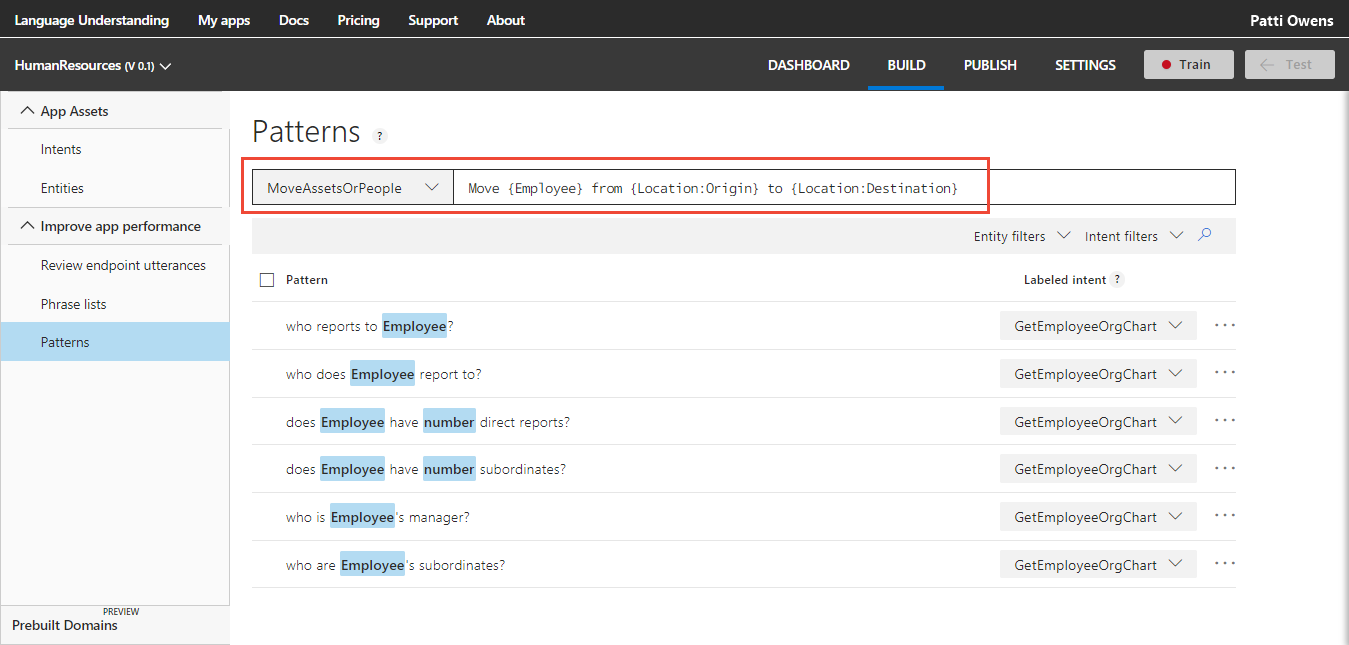 Language Understanding My apps Docs Pricing Support About Patti Owens
HumanResources (V 0.1) DASHBOARD BUILD PUBLISH SETTINGS Train Test
App Assets
Intents
Entities
Improve app performance
Review endpoint utterances
Phrase lists
Patterns
PREVIEW
Prebuilt Domains
Patterns ?
MoveAssetsOrPeople Move {Employee} from {Location:Origin} to {Location:Destination}
Entity filters Intent filters
Pattern Labeled intent ?
who reports to Employee? GetEmployeeOrgChart ...
who does Employee report to? GetEmployeeOrgChart ...
does Employee have number direct reports? GetEmployeeOrgChart ...
does Employee have number subordinates? GetEmployeeOrgChart ...
who is Employee's manager? GetEmployeeOrgChart ...
who are Employee's subordinates? GetEmployeeOrgChart ...